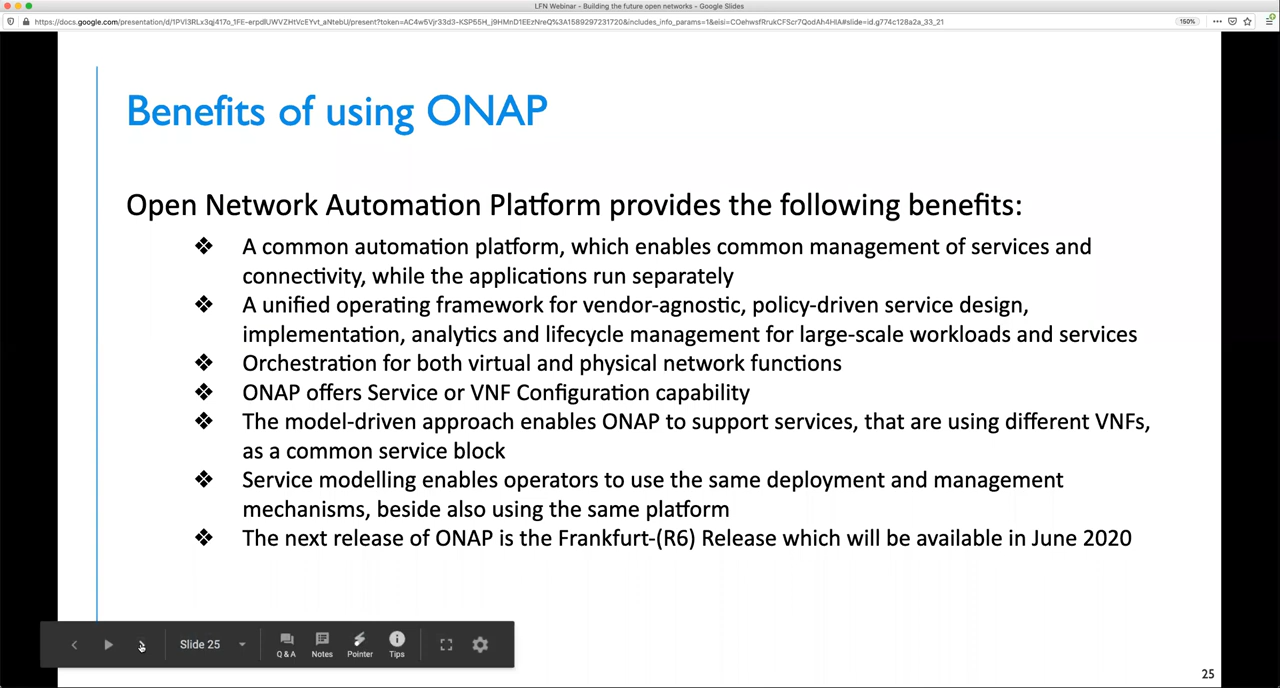 LFN Webinar - Building the future open networks - Google Slides
https://docs.google.com/presentation/d/1PVI3RLx3qj417o_1FE-erpdlUWVZHtVcEYvt_aNtebU/present?token=AC4w5Vjr33d3-KSP55H_j9HMnD1EEzNreQ%3A1589297231720&includes_info_params=1&eisi=COehwsfRrukCFScr7QodAh4HIA#slide=id.g774c128a2a_33_21
150%
Benefits of using ONAP
Open Network Automation Platform provides the following benefits:
❖ A common automation platform, which enables common management of services and
connectivity, while the applications run separately
❖ A unified operating framework for vendor-agnostic, policy-driven service design,
implementation, analytics and lifecycle management for large-scale workloads and services
❖ Orchestration for both virtual and physical network functions
❖ ONAP offers Service or VNF Configuration capability
❖ The model-driven approach enables ONAP to support services, that are using different VNFs,
as a common service block
❖ Service modelling enables operators to use the same deployment and management
mechanisms, beside also using the same platform
❖ The next release of ONAP is the Frankfurt-(R6) Release which will be available in June 2020
Slide 25
Q & A Notes Pointer Tips
25